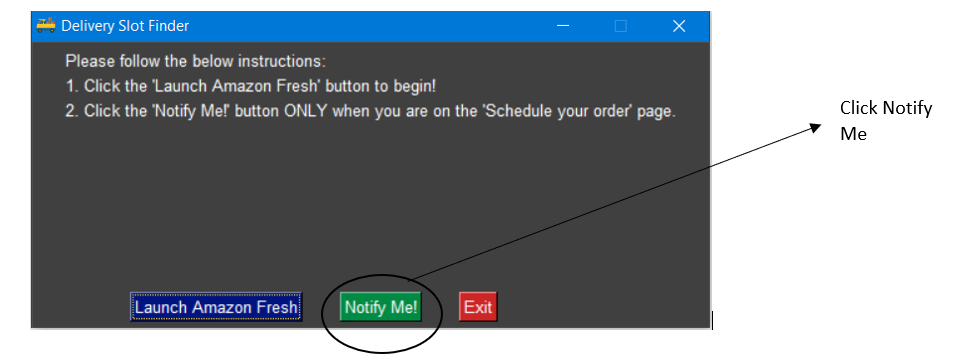 Delivery Slot Finder
Please follow the below instructions:
1. Click the 'Launch Amazon Fresh' button to begin!
2. Click the 'Notify Me!' button ONLY when you are on the 'Schedule your order' page.
Click Notify
Me
Launch Amazon Fresh
Notify Me!
Exit